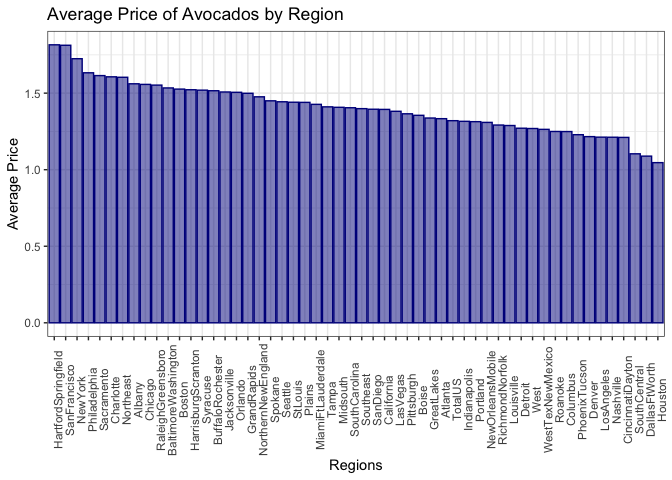 Average Price of Avocados by Region
Average Price
1.5
1.0
0.5
0.0
HartfordSpringfield
SanFrancisco
NewYork
Philadelphia
Sacramento
Charlotte
Northeast
Albany
Chicago
RaleighGreensboro
BaltimoreWashington
Boston
HarrisburgScranton
Syracuse
BuffaloRochester
Jacksonville
Orlando
GrandRapids
NorthernNewEngland
Spokane
Seattle
StLouis
Plains
MiamiFtLauderdale
Tampa
Midsouth
SouthCarolina
Southeast
SanDiego
California
LasVegas
Pittsburgh
Boise
GreatLakes
Atlanta
TotalUS
Indianapolis
Portland
NewOrleansMobile
RichmondNorfolk
Louisville
Detroit
West
WestTexNewMexico
Roanoke
Columbus
PhoenixTucson
Denver
LosAngeles
Nashville
CincinnatiDayton
SouthCentral
DallasFtWorth
Houston
Regions